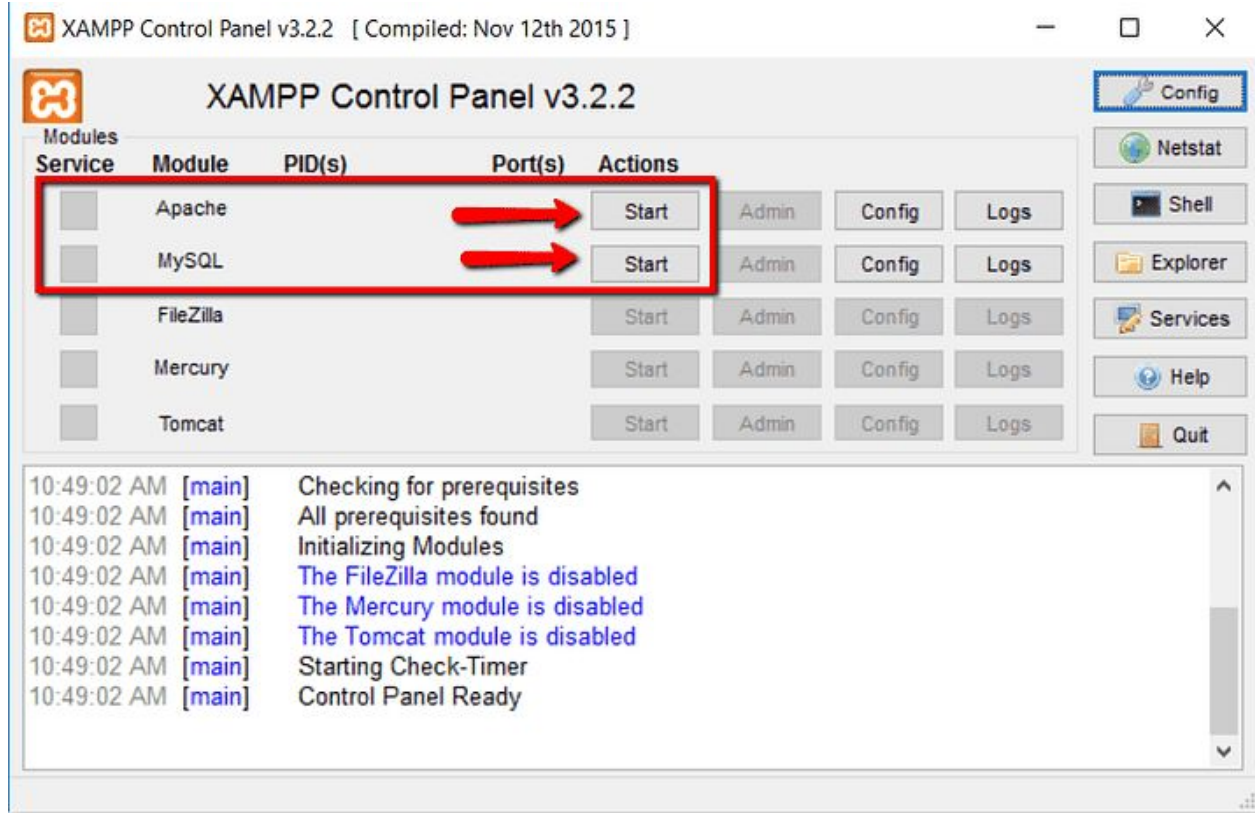 XAMPP Control Panel v3.2.2 [ Compiled: Nov 12th 2015 ]
XAMPP Control Panel v3.2.2
Config
Modules
Service Module PID(s) Port(s) Actions
Netstat
Apache Start Admin Config Logs
Shell
MySQL Start Admin Config Logs
Explorer
FileZilla Start Admin Config Logs
Services
Mercury Start Admin Config Logs
Help
Tomcat Start Admin Config Logs
Quit
10:49:02 AM [main] Checking for prerequisites
10:49:02 AM [main] All prerequisites found
10:49:02 AM [main] Initializing Modules
10:49:02 AM [main] The FileZilla module is disabled
10:49:02 AM [main] The Mercury module is disabled
10:49:02 AM [main] The Tomcat module is disabled
10:49:02 AM [main] Starting Check-Timer
10:49:02 AM [main] Control Panel Ready